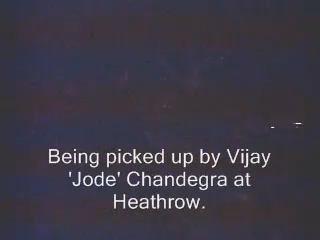 Being picked up by Vijay
'Jode' Chandegra at
Heathrow.